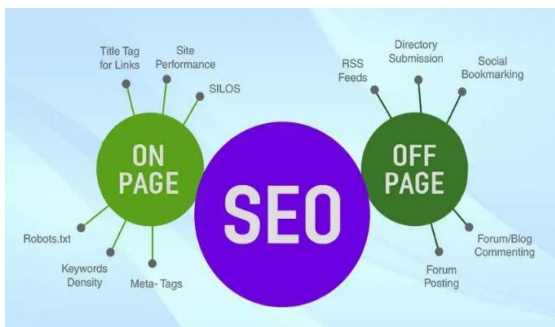 Title Tag
for Links
Site
Performance
SILOS
ON
PAGE
Robots.txt
Keywords
Density
Meta- Tags
SEO
RSS
Feeds
Directory
Submission
Social
Bookmarking
OFF
PAGE
Forum/Blog
Commenting
Forum
Posting